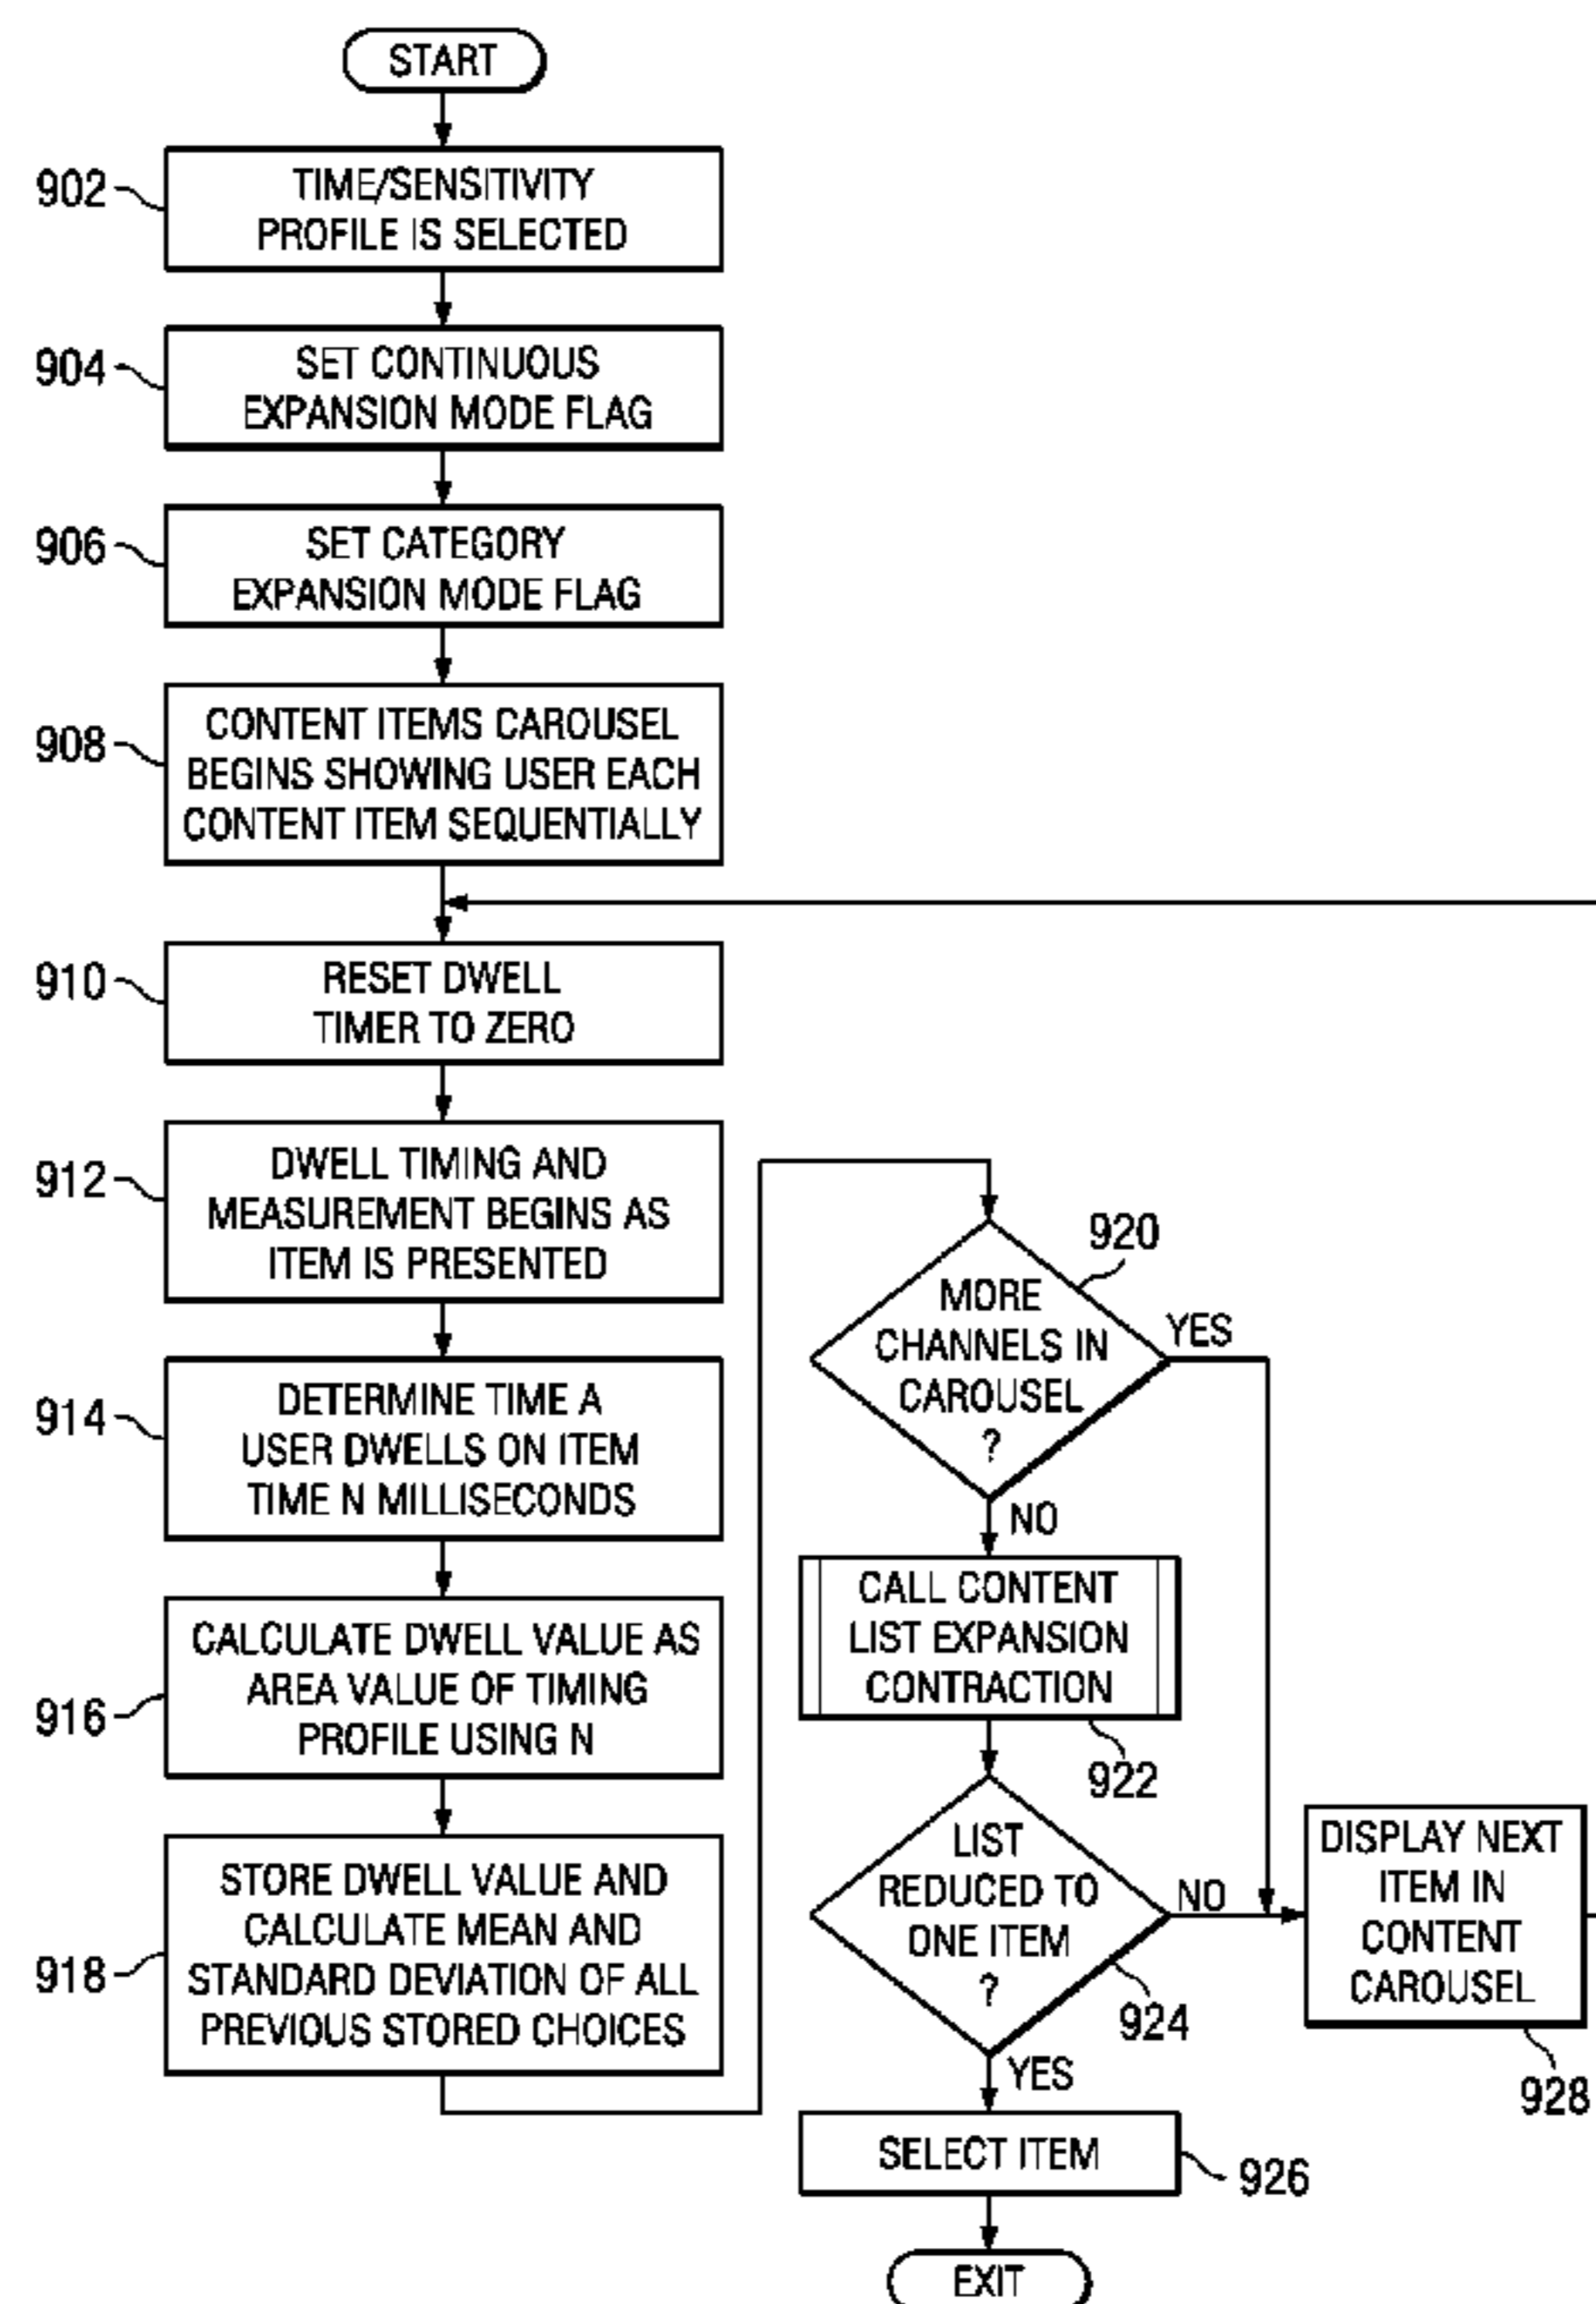 START
902
TIME/SENSITIVITY
PROFILE IS SELECTED
904
SET CONTINUOUS
EXPANSION MODE FLAG
906
SET CATEGORY
EXPANSION MODE FLAG
908
CONTENT ITEMS CAROUSEL
BEGINS SHOWING USER EACH
CONTENT ITEM SEQUENTIALLY
910
RESET DWELL
TIMER TO ZERO
912
DWELL TIMING AND
MEASUREMENT BEGINS AS
ITEM IS PRESENTED
914
DETERMINE TIME A
USER DWELLS ON ITEM
TIME N MILLISECONDS
916
CALCULATE DWELL VALUE AS
AREA VALUE OF TIMING
PROFILE USING N
918
STORE DWELL VALUE AND
CALCULATE MEAN AND
STANDARD DEVIATION OF ALL
PREVIOUS STORED CHOICES
920
MORE
CHANNELS IN
CAROUSEL
?
YES
NO
CALL CONTENT
LIST EXPANSION
CONTRACTION
922
LIST
REDUCED TO
ONE ITEM
?
NO
924
YES
DISPLAY NEXT
ITEM IN
CONTENT
CAROUSEL
928
SELECT ITEM
926
EXIT